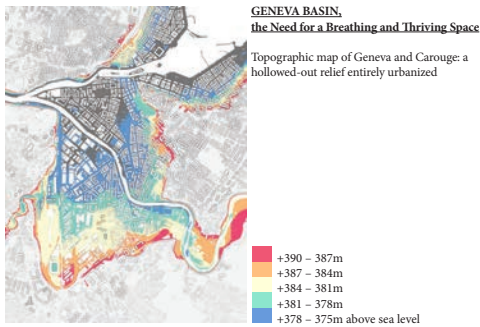 GENEVA BASIN,
the Need for a Breathing and Thriving Space
Topographic map of Geneva and Carouge: a
hollowed-out relief entirely urbanized
+390 – 387m
+387 – 384m
+384 – 381m
+381 – 378m
+378 – 375m above sea level